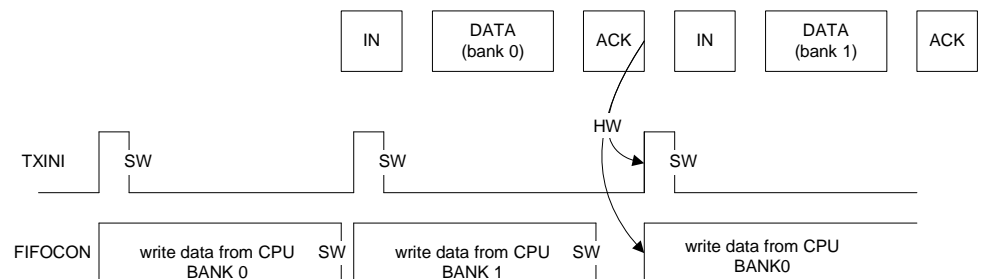 IN DATA ACK IN DATA ACK
(bank 0) (bank 1)
HW
TXINI SW SW SW
FIFOCON write data from CPU SW write data from CPU SW write data from CPU
BANK 0 BANK 1 BANK0